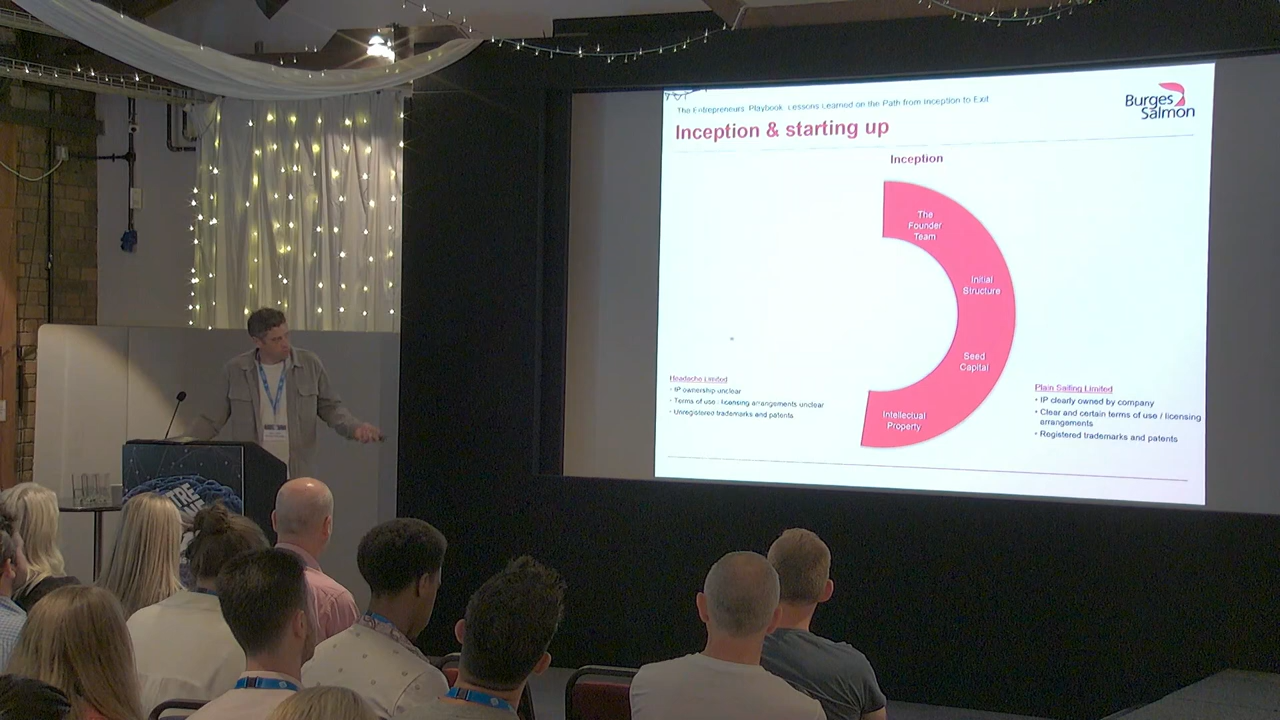 The Entrepreneurs Playbook Lessons Learned on the Path from Inception to Exit
Burges
Salmon
Inception & starting up
Inception
The
Founder
Team
Initial
Structure
Seed
Capital
Intellectual
Property
Headache Limited
• IP ownership unclear
• Terms of use / licensing arrangements unclear
• Unregistered trademarks and patents
Plain Sailing Limited
• IP clearly owned by company
• Clear and certain terms of use / licensing
arrangements
• Registered trademarks and patents